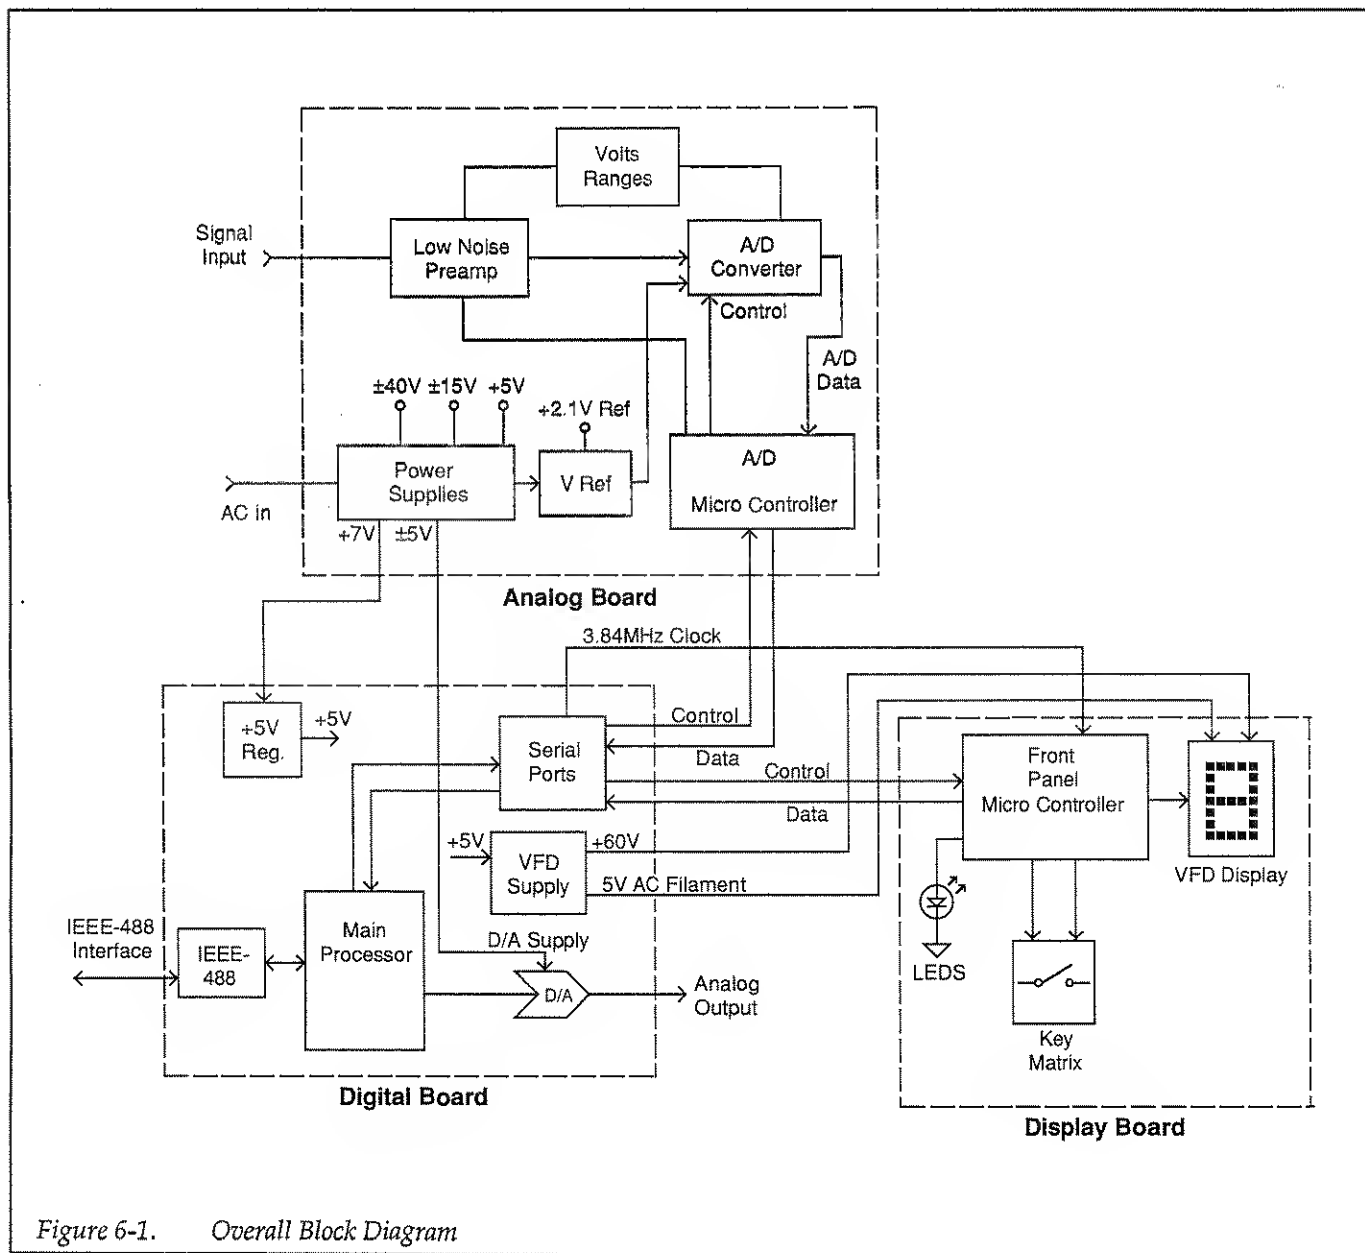 Volts
Ranges
Signal
Input
Low Noise
Preamp
A/D
Converter
Control
A/D
Data
±40V ±15V +5V
+2.1V Ref
Power
Supplies
V Ref
A/D
Micro Controller
AC in
+7V ±5V
Analog Board
3.84MHz Clock
+5V
Reg.
+5V
Serial
Ports
Control
Data
Control
Data
Front
Panel
Micro Controller
VFD Display
+5V
VFD
Supply
+60V
5V AC Filament
IEEE-488
Interface
IEEE-
488
Main
Processor
D/A Supply
D/A
Analog
Output
LEDS
Key
Matrix
Digital Board
Display Board
Figure 6-1. Overall Block Diagram